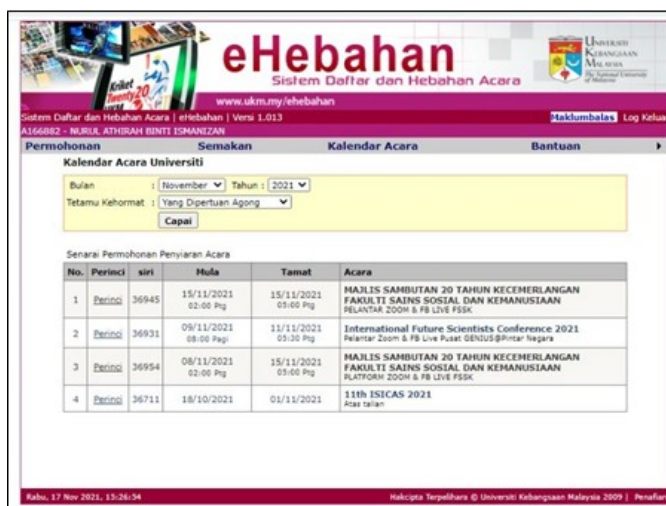 Kriket
Twenty20
UKM
eHebahan
Sistem Daftar dan Hebahan Acara
www.ukm.my/ehebahan
UNIVERSITI
KEBANGSAAN
MALAYSIA
The National University
of Malaysia
Sistem Daftar dan Hebahan Acara | eHebahan | Versi 1.013 Maklumbalas Log Kelua
A166882 - NURUL ATHIRAH BINTI ISMANIZAN
Permohonan Semakan Kalendar Acara Bantuan
Kalendar Acara Universiti
Bulan : November Tahun : 2021
Tetamu Kehormat : Yang Dipertuan Agong
Capai
Senarai Permohonan Penyiaran Acara
No. Perinci siri Mula Tamat Acara
1 Perinci 36945 15/11/2021 02:00 Ptg 15/11/2021 05:00 Ptg MAJLIS SAMBUTAN 20 TAHUN KECEMERLANGAN
FAKULTI SAINS SOSIAL DAN KEMANUSIAAN
PELANTAR ZOOM & FB LIVE FSSK
2 Perinci 36931 09/11/2021 08:00 Pagi 11/11/2021 05:30 Ptg International Future Scientists Conference 2021
Pelantar Zoom & FB Live Pusat GENIUS@Pintar Negara
3 Perinci 36954 08/11/2021 02:00 Ptg 15/11/2021 05:00 Ptg MAJLIS SAMBUTAN 20 TAHUN KECEMERLANGAN
FAKULTI SAINS SOSIAL DAN KEMANUSIAAN
PLATFORM ZOOM & FB LIVE FSSK
4 Perinci 36711 18/10/2021 01/11/2021 11th ISICAS 2021
Atas talian
Rabu, 17 Nov 2021, 15:26:54 Hakcipta Terpelihara © Universiti Kebangsaan Malaysia 2009 | Penafian